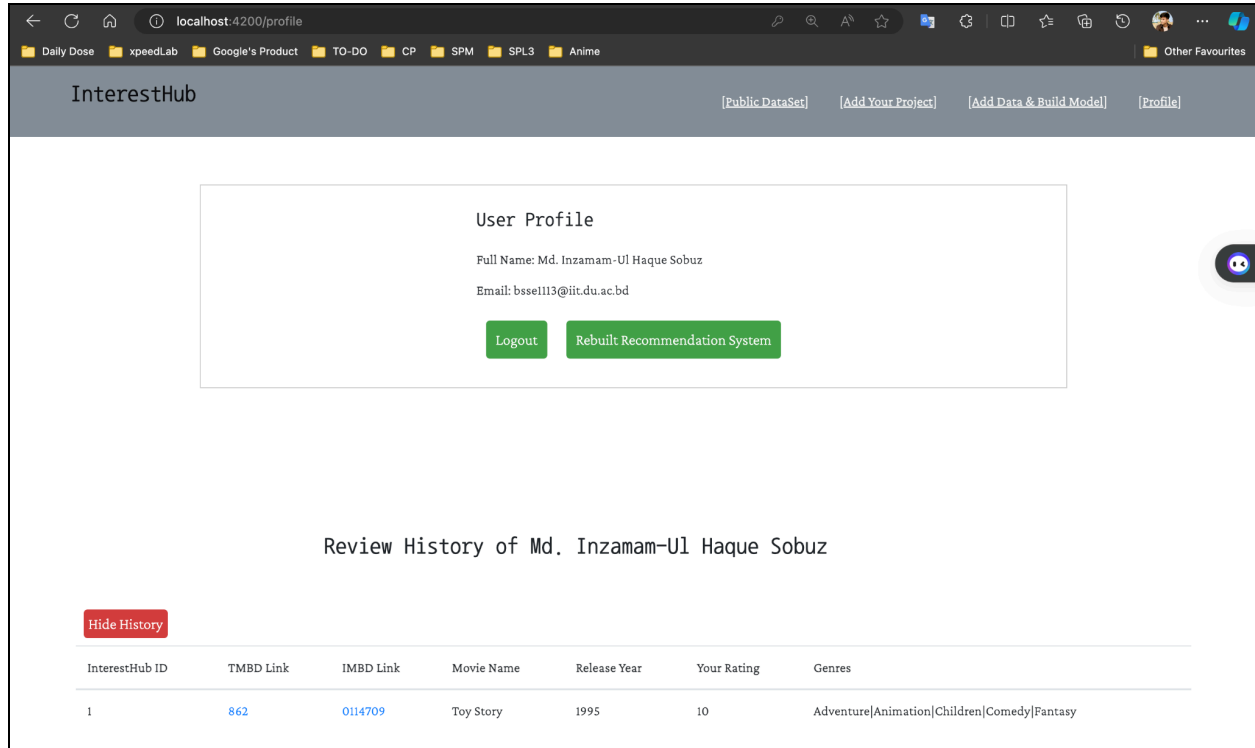 localhost:4200/profile
Daily Dose xpeedLab Google's Product TO-DO CP SPM SPL3 Anime Other Favourites
InterestHub [Public DataSet] [Add Your Project] [Add Data & Build Model] [Profile]
User Profile
Full Name: Md. Inzamam-Ul Haque Sobuz
Email: bsse1113@iit.du.ac.bd
Logout Rebuilt Recommendation System
Review History of Md. Inzamam-Ul Haque Sobuz
Hide History
InterestHub ID TMBD Link IMBD Link Movie Name Release Year Your Rating Genres
1 862 0114709 Toy Story 1995 10 Adventure|Animation|Children|Comedy|Fantasy